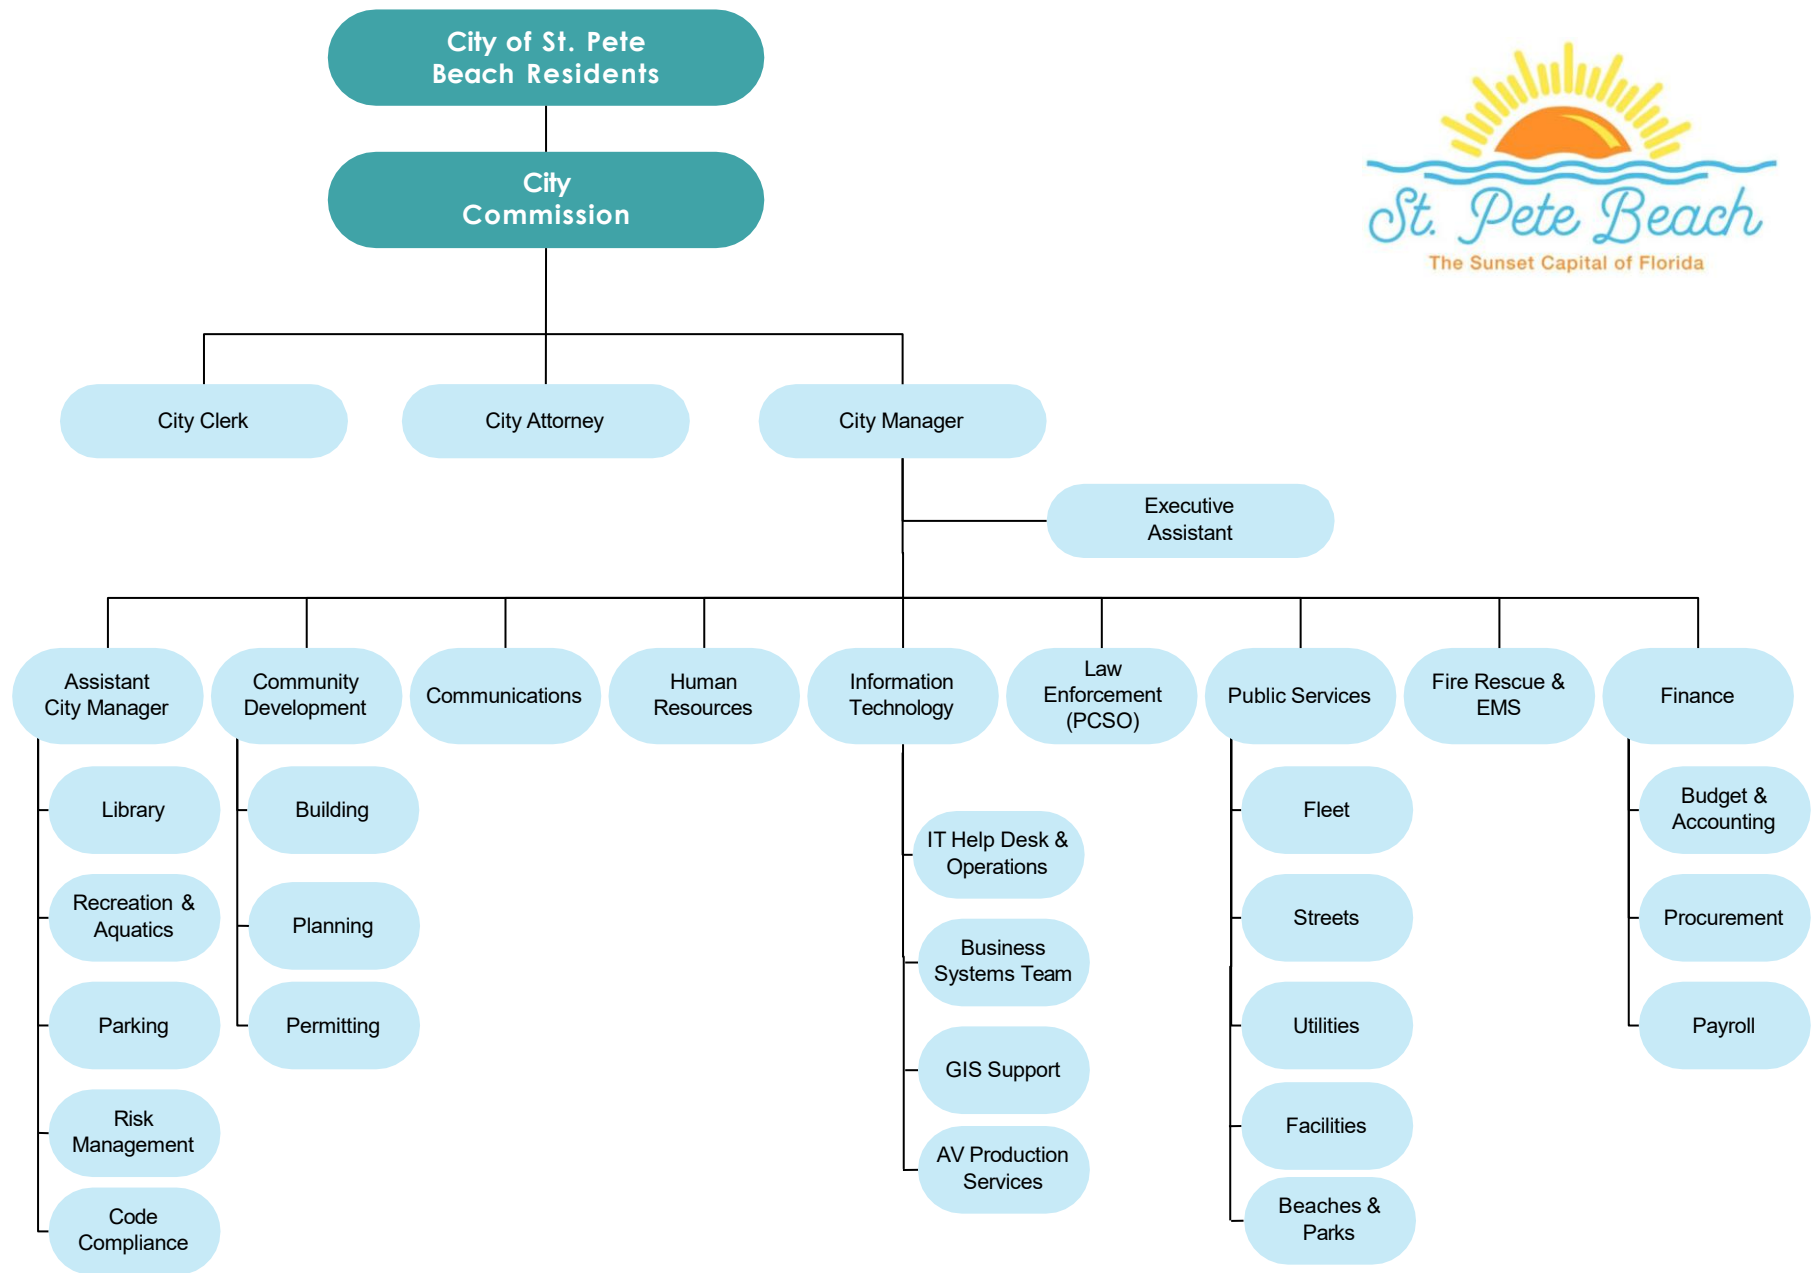 City of St. Pete
Beach Residents
City
Commission
St. Pete Beach
The Sunset Capital of Florida
City Clerk
City Attorney
City Manager
Executive
Assistant
Assistant
City Manager
Community
Development
Communications
Human
Resources
Information
Technology
Law
Enforcement
(PCSO)
Public Services
Fire Rescue &
EMS
Finance
Library
Recreation &
Aquatics
Parking
Risk
Management
Code
Compliance
Building
Planning
Permitting
IT Help Desk &
Operations
Business
Systems Team
GIS Support
AV Production
Services
Fleet
Streets
Utilities
Facilities
Beaches &
Parks
Budget &
Accounting
Procurement
Payroll